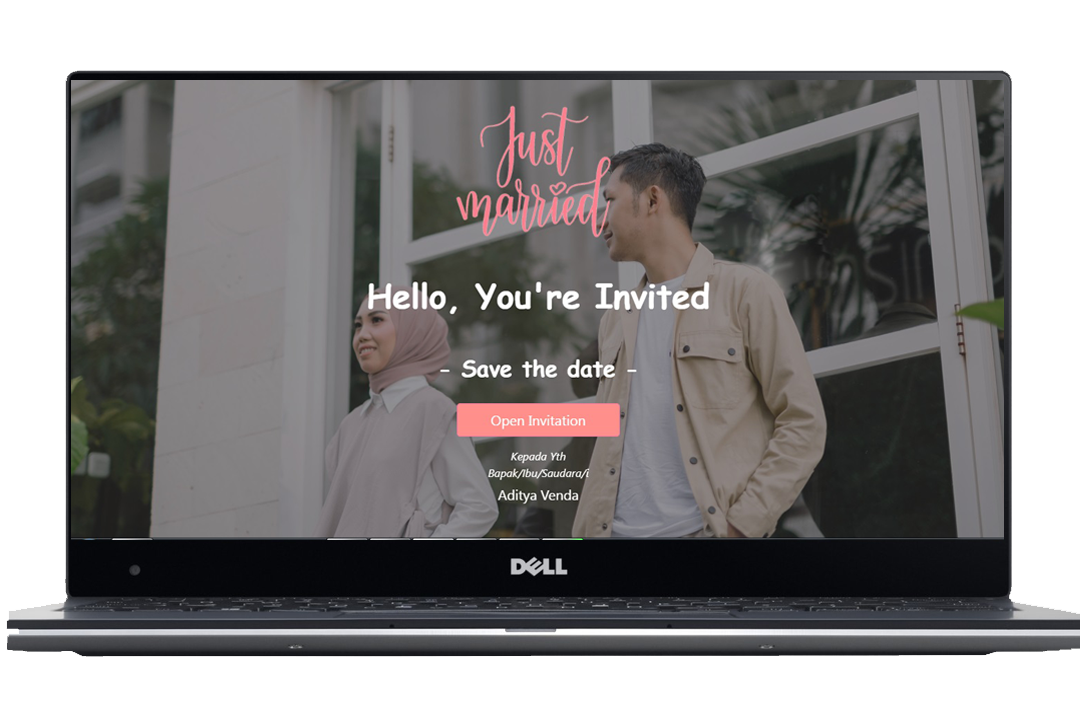 Just
married
Hello, You're Invited
- Save the date -
Open Invitation
Kepada Yth
Bapak/Ibu/Saudara/i
Aditya Venda
DELL